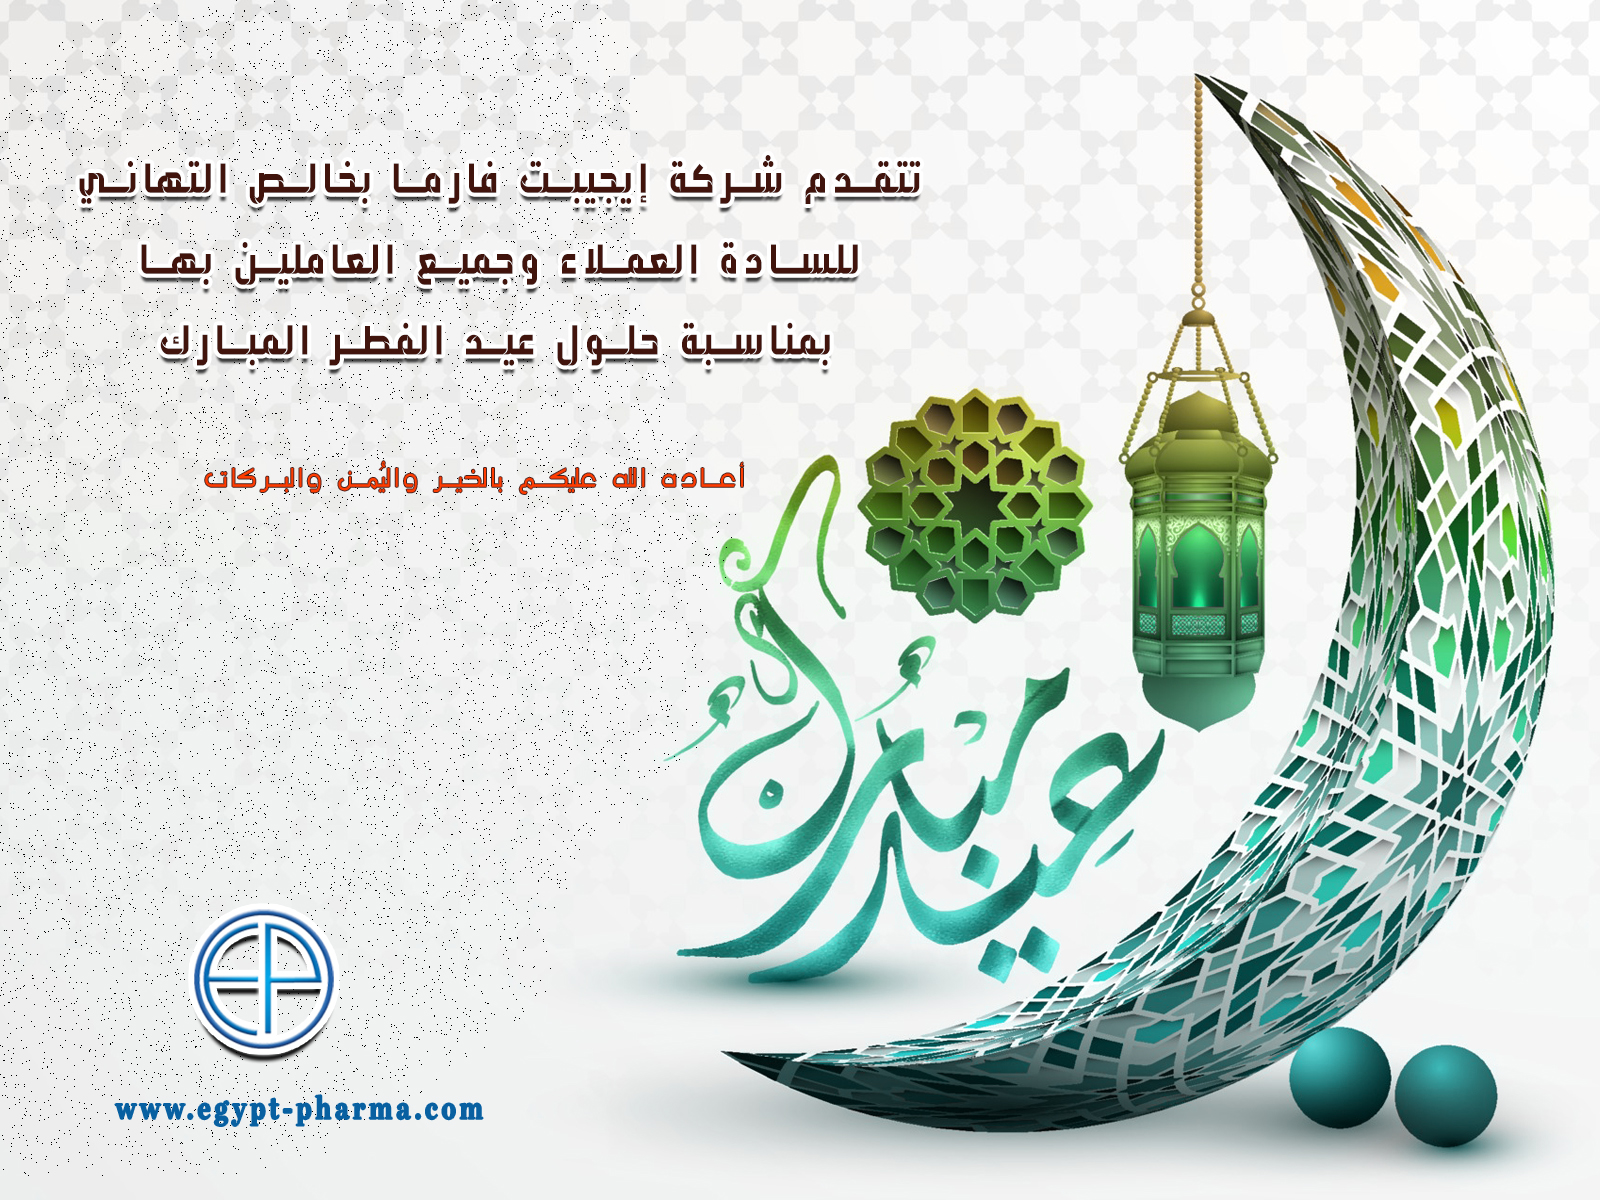 تتقدم شركة إيجيبت فارما بخالص التهاني
للسادة العملاء وجميع العاملين بها
بمناسبة حلول عيد الفطر المبارك
أعاده الله عليكم بالخير واليُمن والبركات
عيد مبارك
EP
www.egypt-pharma.com